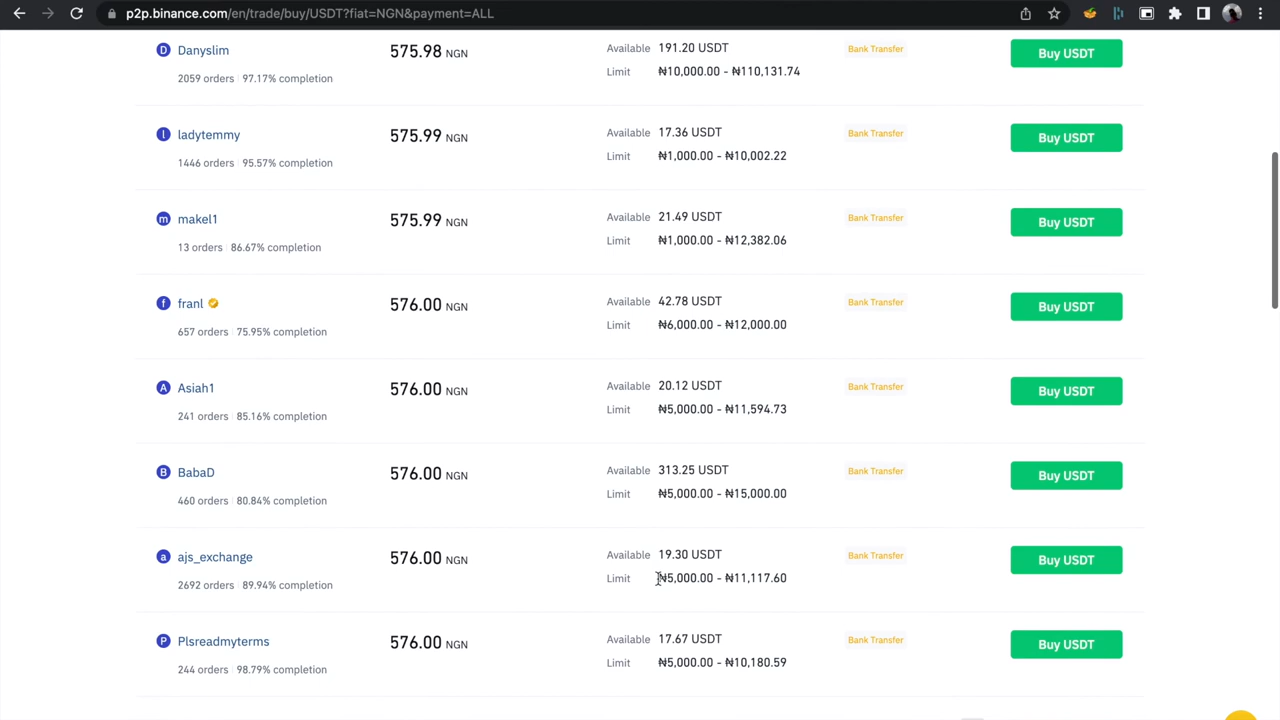 p2p.binance.com/en/trade/buy/USDT?fiat=NGN&payment=ALL
D Danyslim 575.98 NGN Available 191.20 USDT Bank Transfer Buy USDT
2059 orders 97.17% completion Limit ₦10,000.00 - ₦110,131.74
l ladytemmy 575.99 NGN Available 17.36 USDT Bank Transfer Buy USDT
1446 orders 95.57% completion Limit ₦1,000.00 - ₦10,002.22
m makel1 575.99 NGN Available 21.49 USDT Bank Transfer Buy USDT
13 orders 86.67% completion Limit ₦1,000.00 - ₦12,382.06
f franl 576.00 NGN Available 42.78 USDT Bank Transfer Buy USDT
657 orders 75.95% completion Limit ₦6,000.00 - ₦12,000.00
A Asiah1 576.00 NGN Available 20.12 USDT Bank Transfer Buy USDT
241 orders 85.16% completion Limit ₦5,000.00 - ₦11,594.73
B BabaD 576.00 NGN Available 313.25 USDT Bank Transfer Buy USDT
460 orders 80.84% completion Limit ₦5,000.00 - ₦15,000.00
a ajs_exchange 576.00 NGN Available 19.30 USDT Bank Transfer Buy USDT
2692 orders 89.94% completion Limit ₦5,000.00 - ₦11,117.60
P Plsreadmyterms 576.00 NGN Available 17.67 USDT Bank Transfer Buy USDT
244 orders 98.79% completion Limit ₦5,000.00 - ₦10,180.59